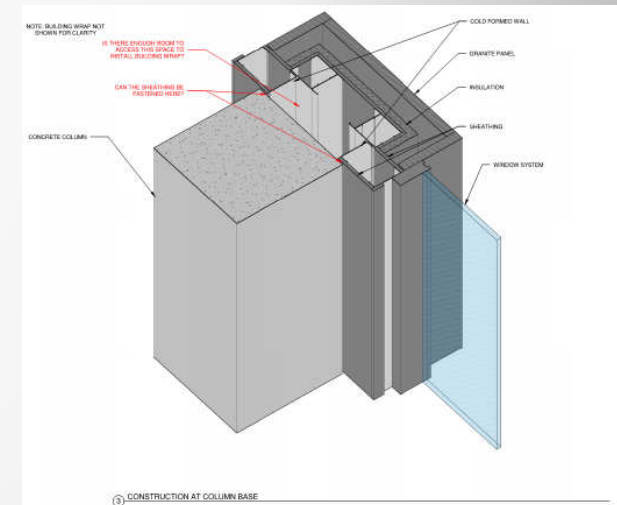 NOTE: BUILDING WRAP NOT
SHOWN FOR CLARITY
IS THERE ENOUGH ROOM TO
ACCESS THIS SPACE TO
INSTALL BUILDING WRAP?
CAN THE SHEATHING BE
FASTENED HERE?
CONCRETE COLUMN
COLD FORMED WALL
GRANITE PANEL
INSULATION
SHEATHING
WINDOW SYSTEM
3 CONSTRUCTION AT COLUMN BASE